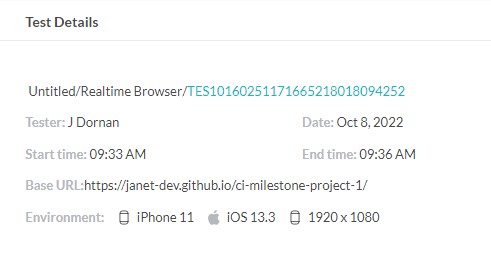 Test Details
Untitled/Realtime Browser/TES10160251171665218018094252
Tester: J Dornan Date: Oct 8, 2022
Start time: 09:33 AM End time: 09:36 AM
Base URL:https://janet-dev.github.io/ci-milestone-project-1/
Environment: iPhone 11 iOS 13.3 1920 x 1080